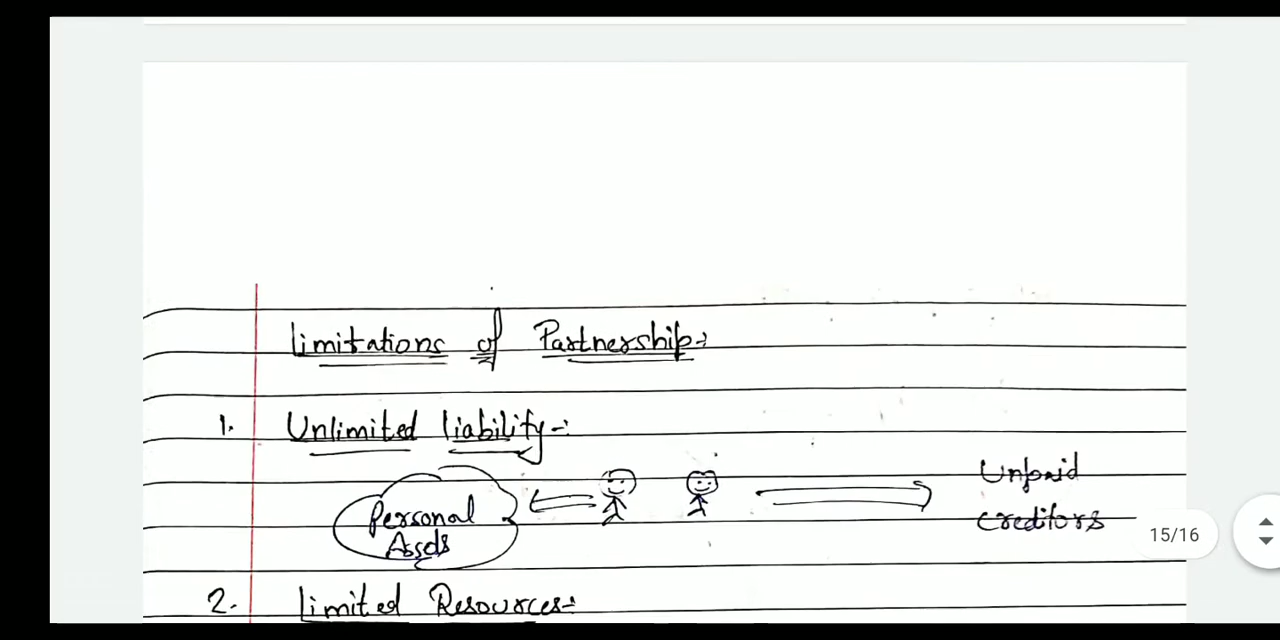 Limitations of Partnership:-
1. Unlimited liability-:
Personal
Assets
Unpaid
Creditors
15/16
2. Limited Resources-: